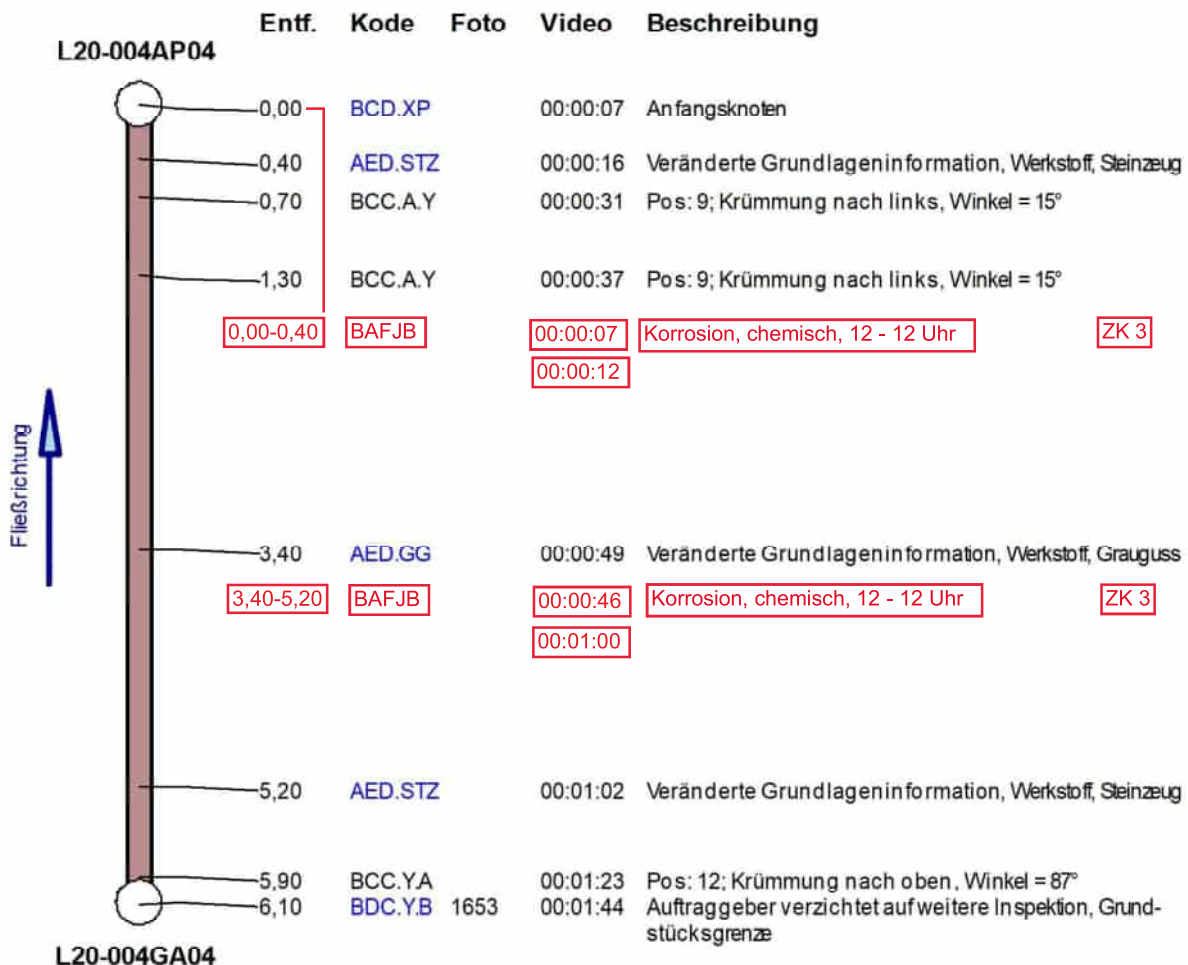 Entf. Kode Foto Video Beschreibung
L20-004AP04
0,00 BCD.XP 00:00:07 Anfangsknoten
0,40 AED.STZ 00:00:16 Veränderte Grundlageninformation, Werkstoff, Steinzeug
0,70 BCC.A.Y 00:00:31 Pos: 9; Krümmung nach links, Winkel = 15°
1,30 BCC.A.Y 00:00:37 Pos: 9; Krümmung nach links, Winkel = 15°
0,00-0,40 BAFJB 00:00:07 Korrosion, chemisch, 12 - 12 Uhr ZK 3
00:00:12
Fließrichtung
3,40 AED.GG 00:00:49 Veränderte Grundlageninformation, Werkstoff, Grauguss
3,40-5,20 BAFJB 00:00:46 Korrosion, chemisch, 12 - 12 Uhr ZK 3
00:01:00
5,20 AED.STZ 00:01:02 Veränderte Grundlageninformation, Werkstoff, Steinzeug
5,90 BCC.Y.A 00:01:23 Pos: 12; Krümmung nach oben, Winkel = 87°
6,10 BDC.Y.B 1653 00:01:44 Auftraggeber verzichtet auf weitere Inspektion, Grund-
stücksgrenze
L20-004GA04